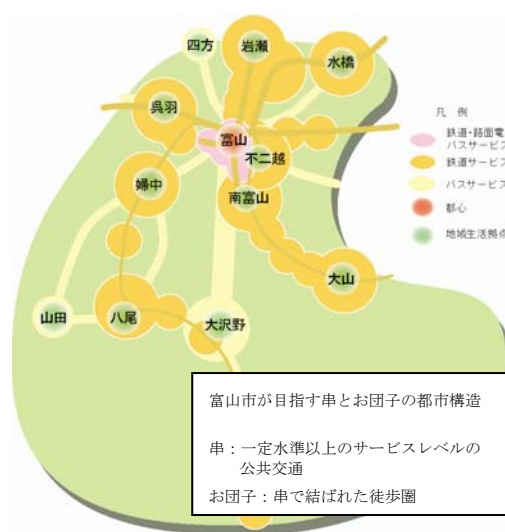 四方
岩瀬
水橋
呉羽
富山
不二越
婦中
南富山
大山
山田
八尾
大沢野
凡 例
鉄道・路面電
バスサービス
鉄道サービス
バスサービス
都心
地域生活拠点
富山市が目指す串とお団子の都市構造
串：一定水準以上のサービスレベルの
公共交通
お団子：串で結ばれた徒歩圏